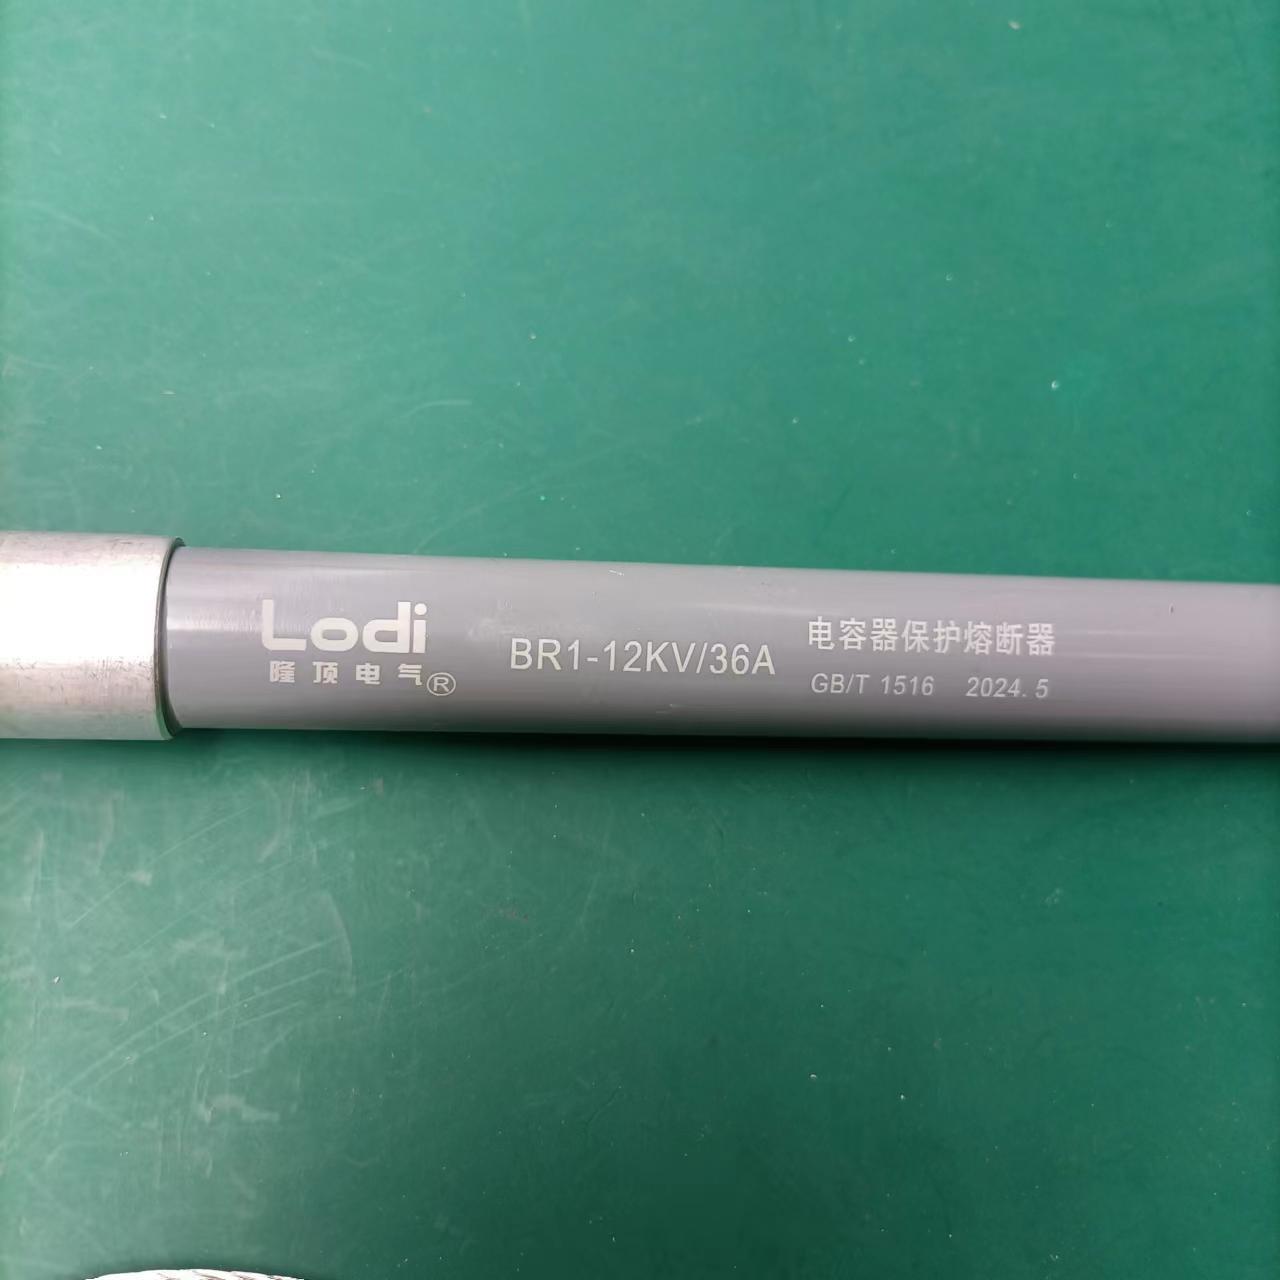 Lodi
隆顶电气®
BR1-12KV/36A
电容器保护熔断器
GB/T 1516 2024.5